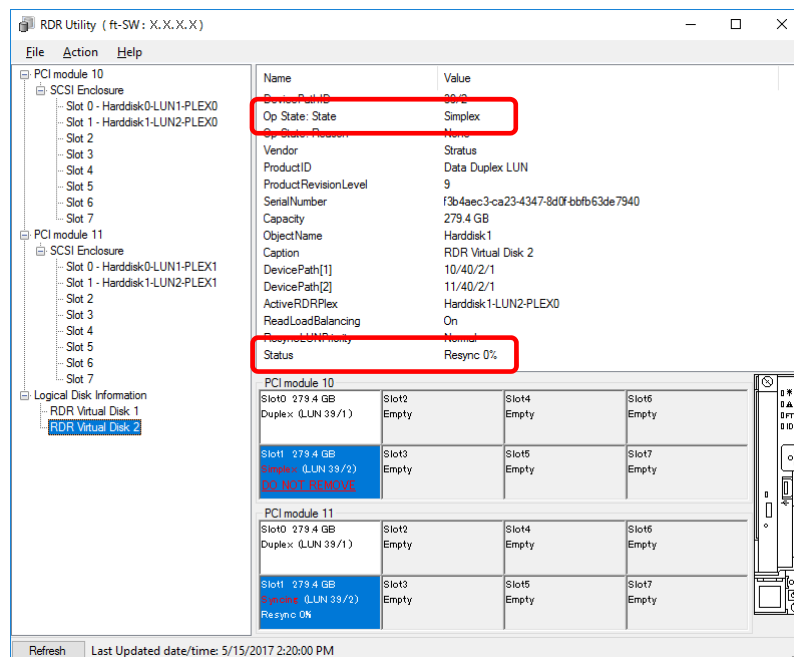 RDR Utility ( ft-SW : X.X.X.X )
File Action Help
PCI module 10
SCSI Enclosure
Slot 0 - Harddisk0-LUN1-PLEX0
Slot 1 - Harddisk1-LUN2-PLEX0
Slot 2
Slot 3
Slot 4
Slot 5
Slot 6
Slot 7
PCI module 11
SCSI Enclosure
Slot 0 - Harddisk0-LUN1-PLEX1
Slot 1 - Harddisk1-LUN2-PLEX1
Slot 2
Slot 3
Slot 4
Slot 5
Slot 6
Slot 7
Logical Disk Information
RDR Virtual Disk 1
RDR Virtual Disk 2
Name Value
DevicePathID 39/2
Op State: State Simplex
Op State: Reason None
Vendor Stratus
ProductID Data Duplex LUN
ProductRevisionLevel 9
SerialNumber f3b4aec3-ca23-4347-8d0f-bbfb63de7940
Capacity 279.4 GB
ObjectName Harddisk1
Caption RDR Virtual Disk 2
DevicePath[1] 10/40/2/1
DevicePath[2] 11/40/2/1
ActiveRDRPlex Harddisk1-LUN2-PLEX0
ReadLoadBalancing On
ResyncLUNPriority Normal
Status Resync 0%
PCI module 10
Slot0 279.4 GB Slot2 Slot4 Slot6
Duplex (LUN 39/1) Empty Empty Empty
Slot1 279.4 GB Slot3 Slot5 Slot7
Simplex (LUN 39/2) Empty Empty Empty
DO NOT REMOVE
PCI module 11
Slot0 279.4 GB Slot2 Slot4 Slot6
Duplex (LUN 39/1) Empty Empty Empty
Slot1 279.4 GB Slot3 Slot5 Slot7
Syncing (LUN 39/2) Empty Empty Empty
Resync 0%
Refresh Last Updated date/time: 5/15/2017 2:20:00 PM